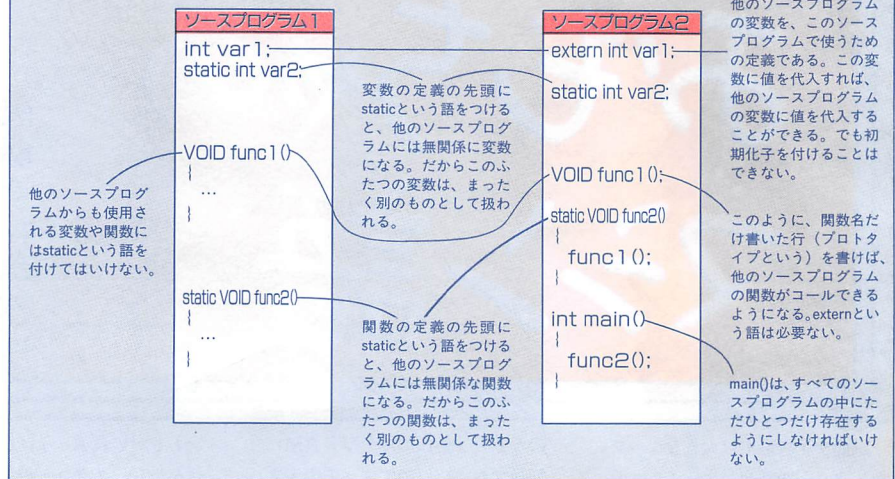 ソースプログラム1
int var1;
static int var2;
VOID func1()
{
…
}
static VOID func2()
{
…
}
他のソースプログ
ラムからも使用さ
れる変数や関数に
はstaticという語を
付けてはいけない。
変数の定義の先頭に
staticという語をつける
と、他のソースプログ
ラムには無関係に変数
になる。だからこのふ
たつの変数は、まった
く別のものとして扱わ
れる。
関数の定義の先頭に
staticという語をつける
と、他のソースプログ
ラムには無関係な関数
になる。だからこのふ
たつの関数は、まった
く別のものとして扱わ
れる。
ソースプログラム2
extern int var1;
static int var2;
VOID func1();
static VOID func2()
{
func1();
}
int main()
{
func2();
}
他のソースプログラム
の変数を、このソース
プログラムで使うため
の定義である。この変
数に値を代入すれば、
他のソースプログラム
の変数に値を代入する
ことができる。でも初
期化子を付けることは
できない。
このように、関数名だ
け書いた行（プロトタ
イプという）を書けば、
他のソースプログラム
の関数がコールできる
ようになる。externとい
う語は必要ない。
main()は、すべてのソー
スプログラムの中にた
だひとつだけ存在する
ようにしなければいけ
ない。